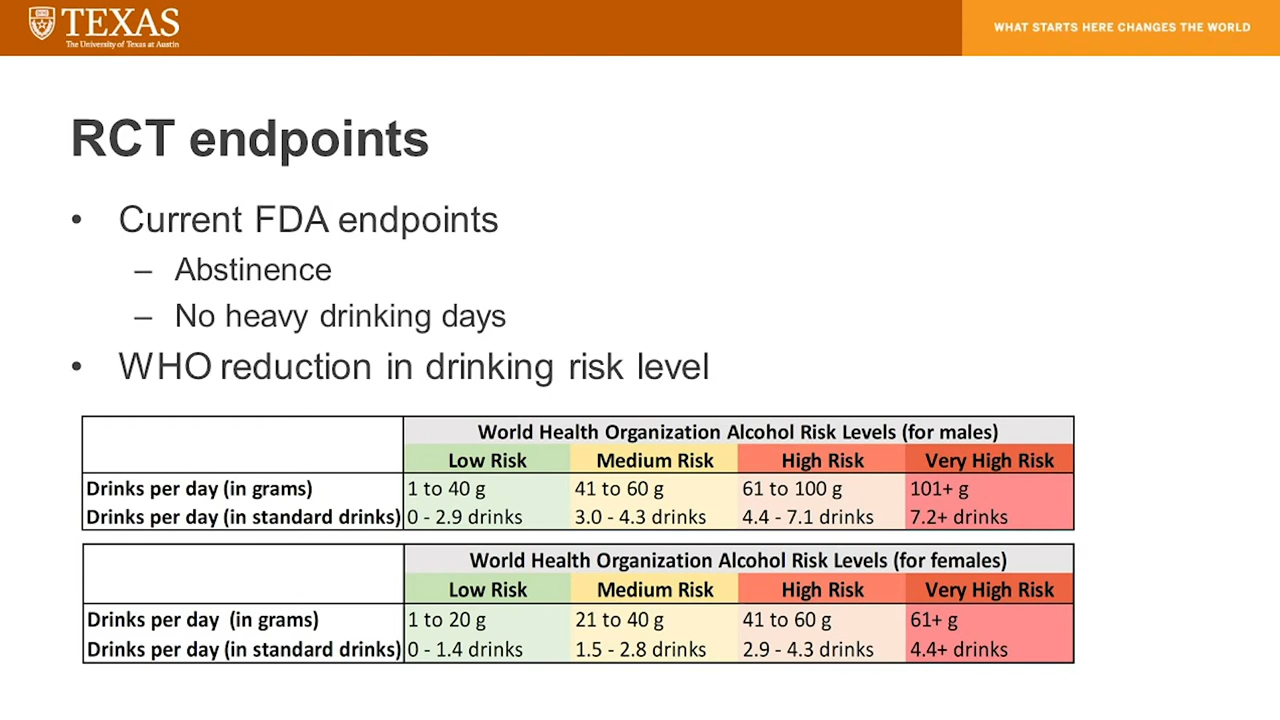 TEXAS
The University of Texas at Austin
WHAT STARTS HERE CHANGES THE WORLD
RCT endpoints
• Current FDA endpoints
– Abstinence
– No heavy drinking days
• WHO reduction in drinking risk level
World Health Organization Alcohol Risk Levels (for males)
Low Risk Medium Risk High Risk Very High Risk
Drinks per day (in grams) 1 to 40 g 41 to 60 g 61 to 100 g 101+ g
Drinks per day (in standard drinks) 0 - 2.9 drinks 3.0 - 4.3 drinks 4.4 - 7.1 drinks 7.2+ drinks
World Health Organization Alcohol Risk Levels (for females)
Low Risk Medium Risk High Risk Very High Risk
Drinks per day (in grams) 1 to 20 g 21 to 40 g 41 to 60 g 61+ g
Drinks per day (in standard drinks) 0 - 1.4 drinks 1.5 - 2.8 drinks 2.9 - 4.3 drinks 4.4+ drinks